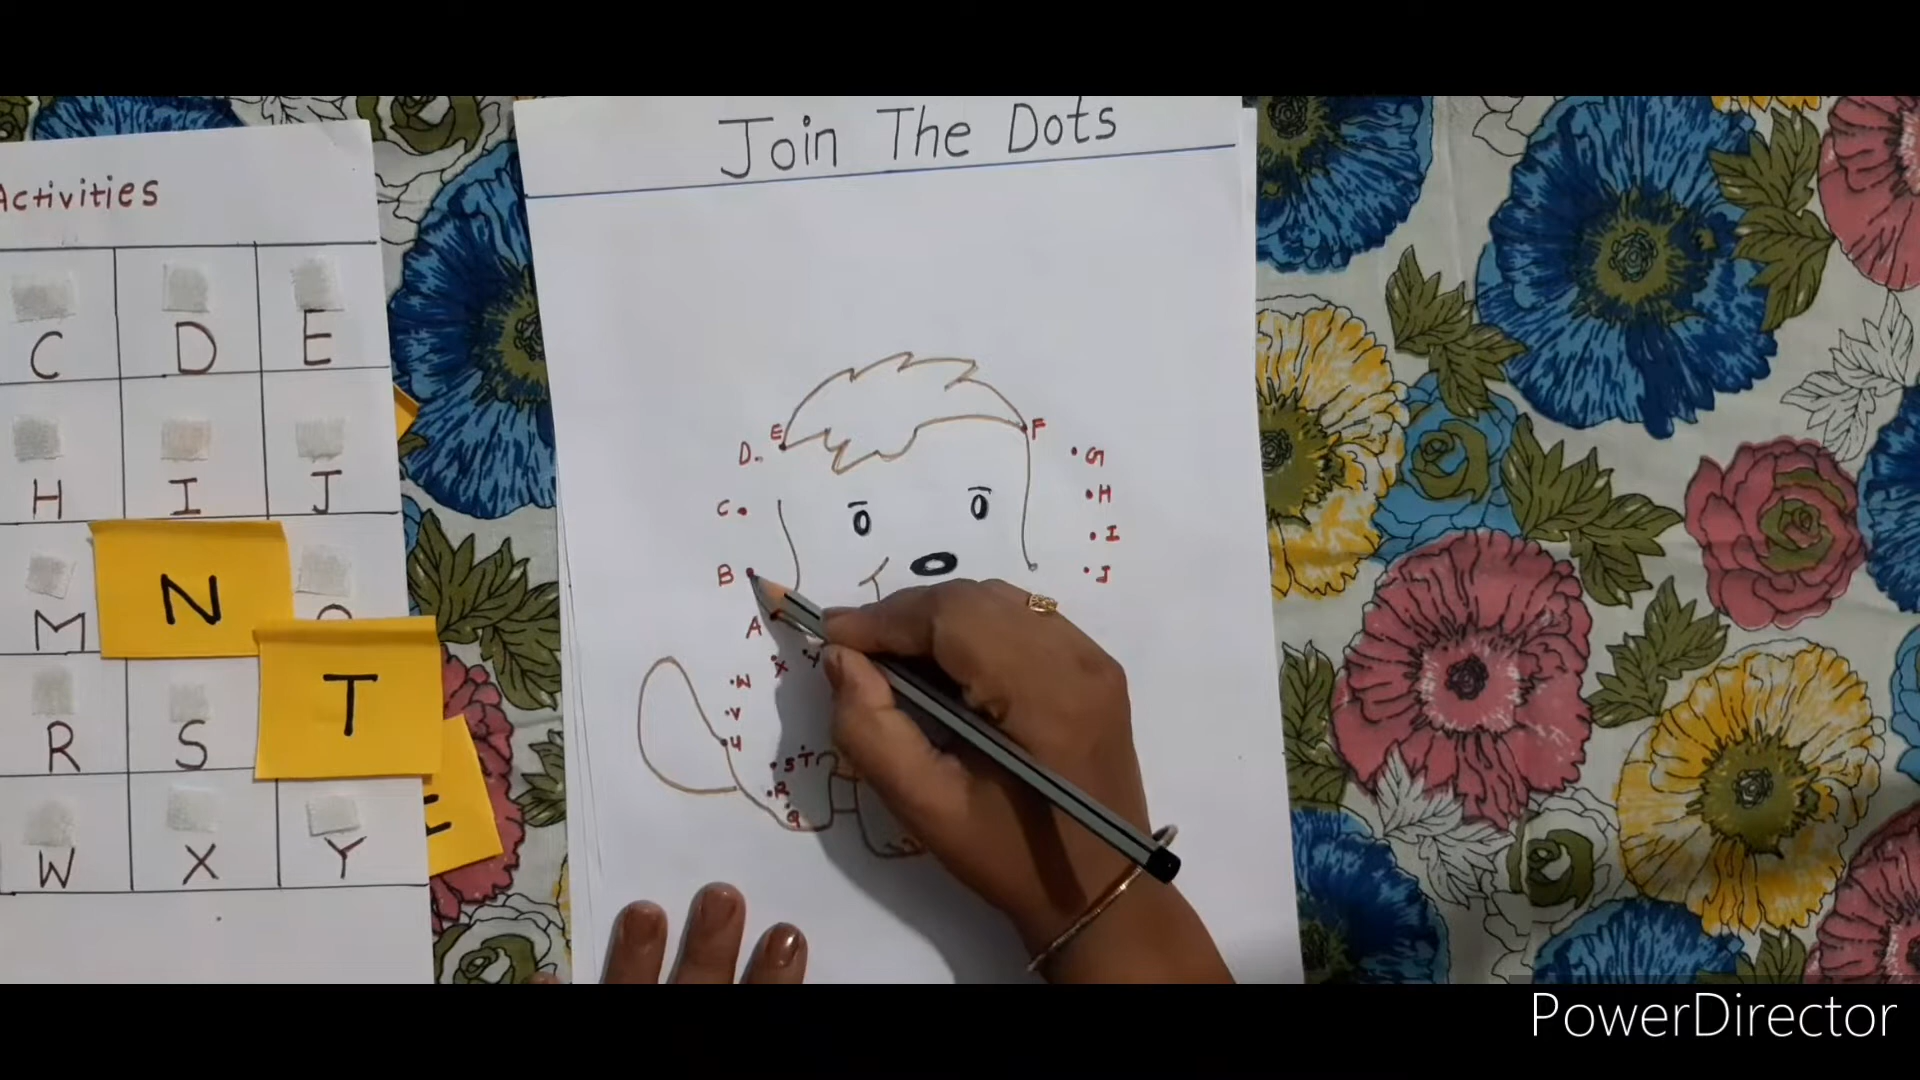 Join The Dots
Activities
C D E
H I J
M N
T
R S
W X Y
E F
D G
C H
I
B J
A
X Y
W
V
U
S T
R
Q
PowerDirector